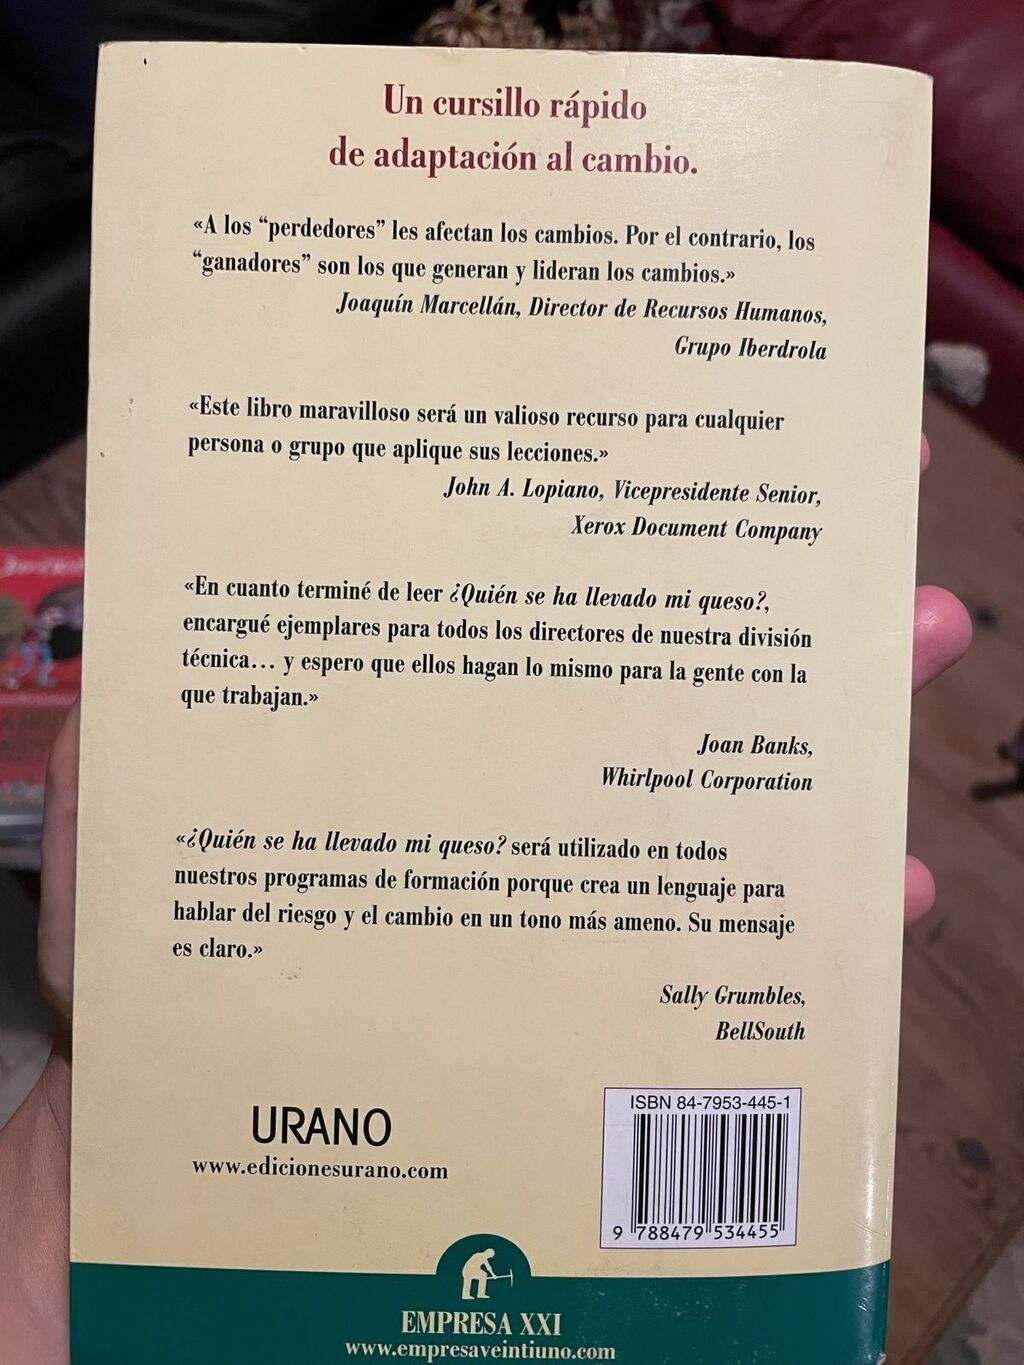 Un cursillo rápido
de adaptación al cambio.
«A los “perdedores” les afectan los cambios. Por el contrario, los
“ganadores” son los que generan y lideran los cambios.»
Joaquín Marcellán, Director de Recursos Humanos,
Grupo Iberdrola
«Este libro maravilloso será un valioso recurso para cualquier
persona o grupo que aplique sus lecciones.»
John A. Lopiano, Vicepresidente Senior,
Xerox Document Company
«En cuanto terminé de leer ¿Quién se ha llevado mi queso?,
encargué ejemplares para todos los directores de nuestra división
técnica… y espero que ellos hagan lo mismo para la gente con la
que trabajan.»
Joan Banks,
Whirlpool Corporation
«¿Quién se ha llevado mi queso? será utilizado en todos
nuestros programas de formación porque crea un lenguaje para
hablar del riesgo y el cambio en un tono más ameno. Su mensaje
es claro.»
Sally Grumbles,
BellSouth
URANO
www.edicionesurano.com
ISBN 84-7953-445-1
9 788479 534455
EMPRESA XXI
www.empresaveintiuno.com